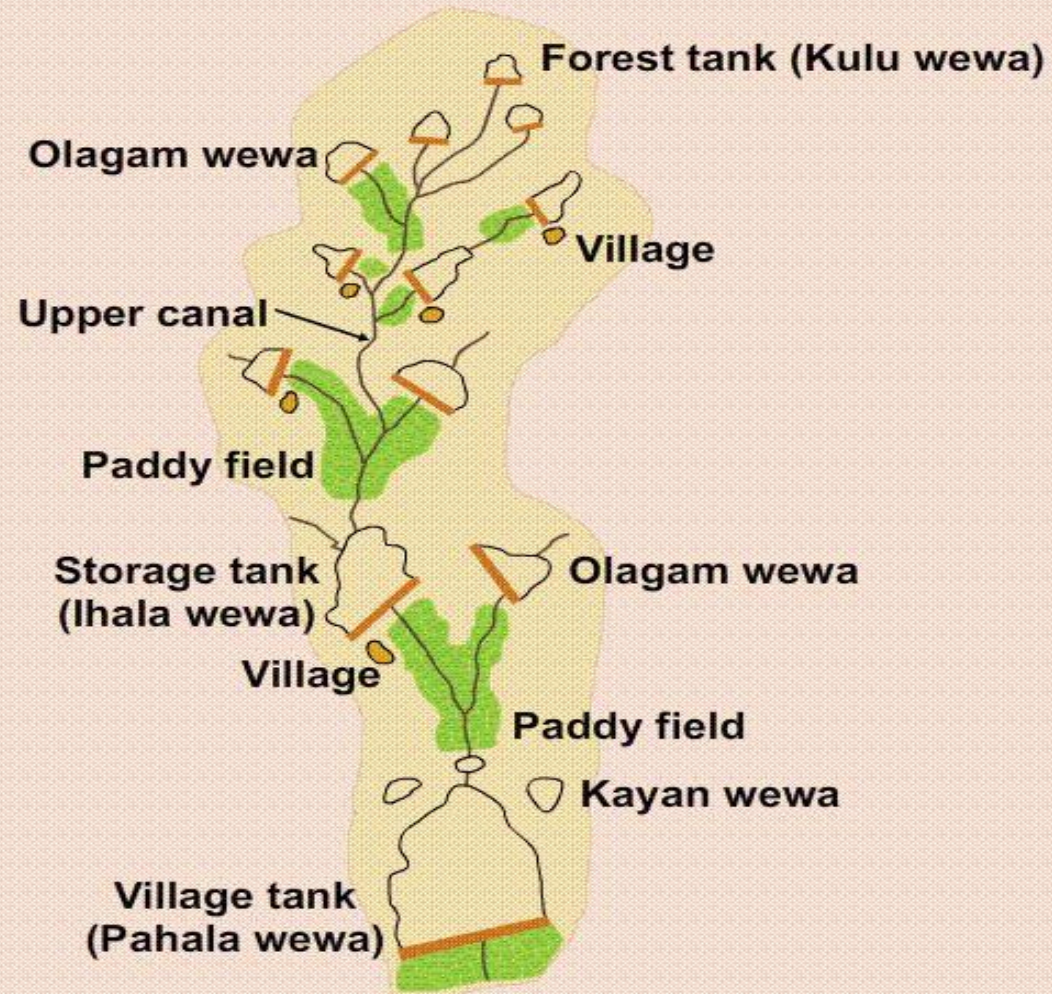 Forest tank (Kulu wewa)
Olagam wewa
Village
Upper canal
Paddy field
Storage tank
(Ihala wewa)
Olagam wewa
Village
Paddy field
Kayan wewa
Village tank
(Pahala wewa)